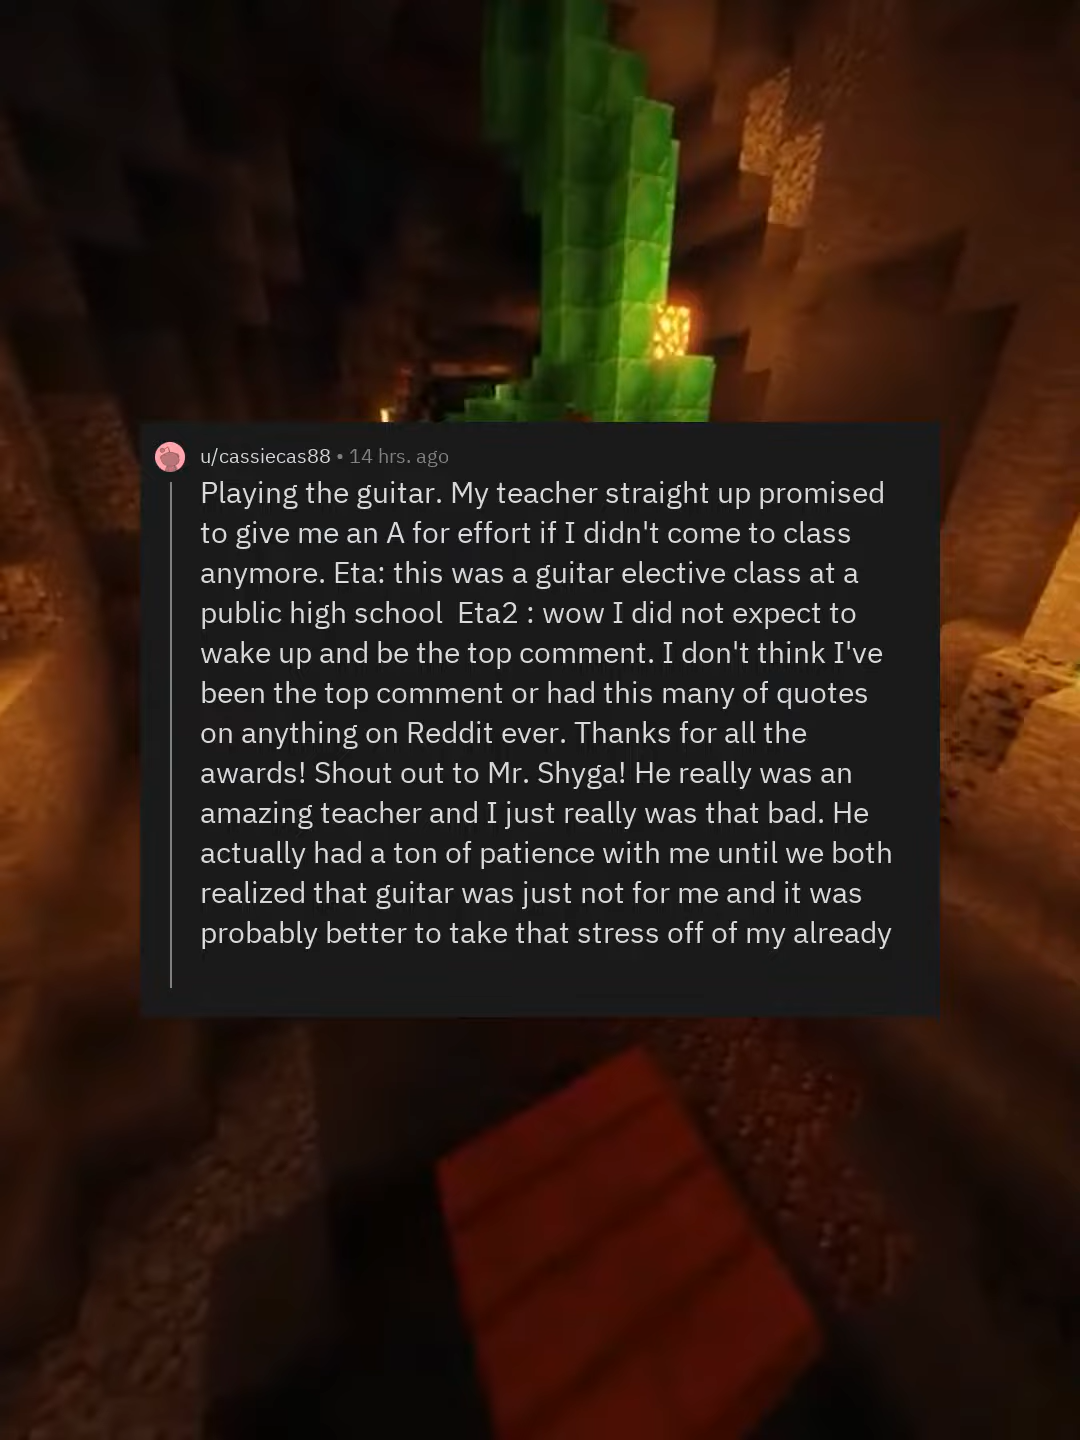 u/cassiecas88 • 14 hrs. ago
Playing the guitar. My teacher straight up promised
to give me an A for effort if I didn't come to class
anymore. Eta: this was a guitar elective class at a
public high school  Eta2 : wow I did not expect to
wake up and be the top comment. I don't think I've
been the top comment or had this many of quotes
on anything on Reddit ever. Thanks for all the
awards! Shout out to Mr. Shyga! He really was an
amazing teacher and I just really was that bad. He
actually had a ton of patience with me until we both
realized that guitar was just not for me and it was
probably better to take that stress off of my already